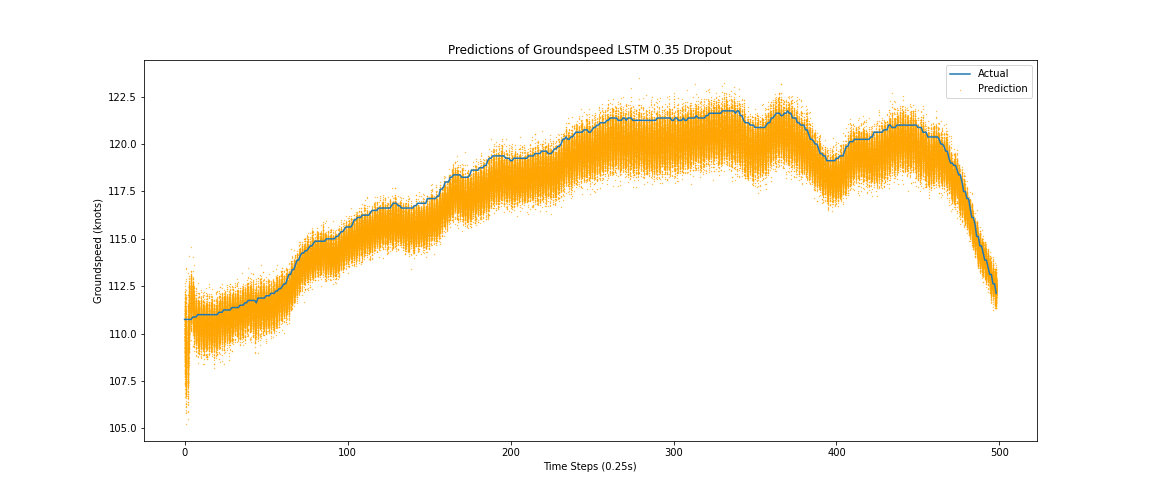 Predictions of Groundspeed LSTM 0.35 Dropout
Actual
Prediction
122.5
120.0
117.5
115.0
112.5
110.0
107.5
105.0
Groundspeed (knots)
0
100
200
300
400
500
Time Steps (0.25s)